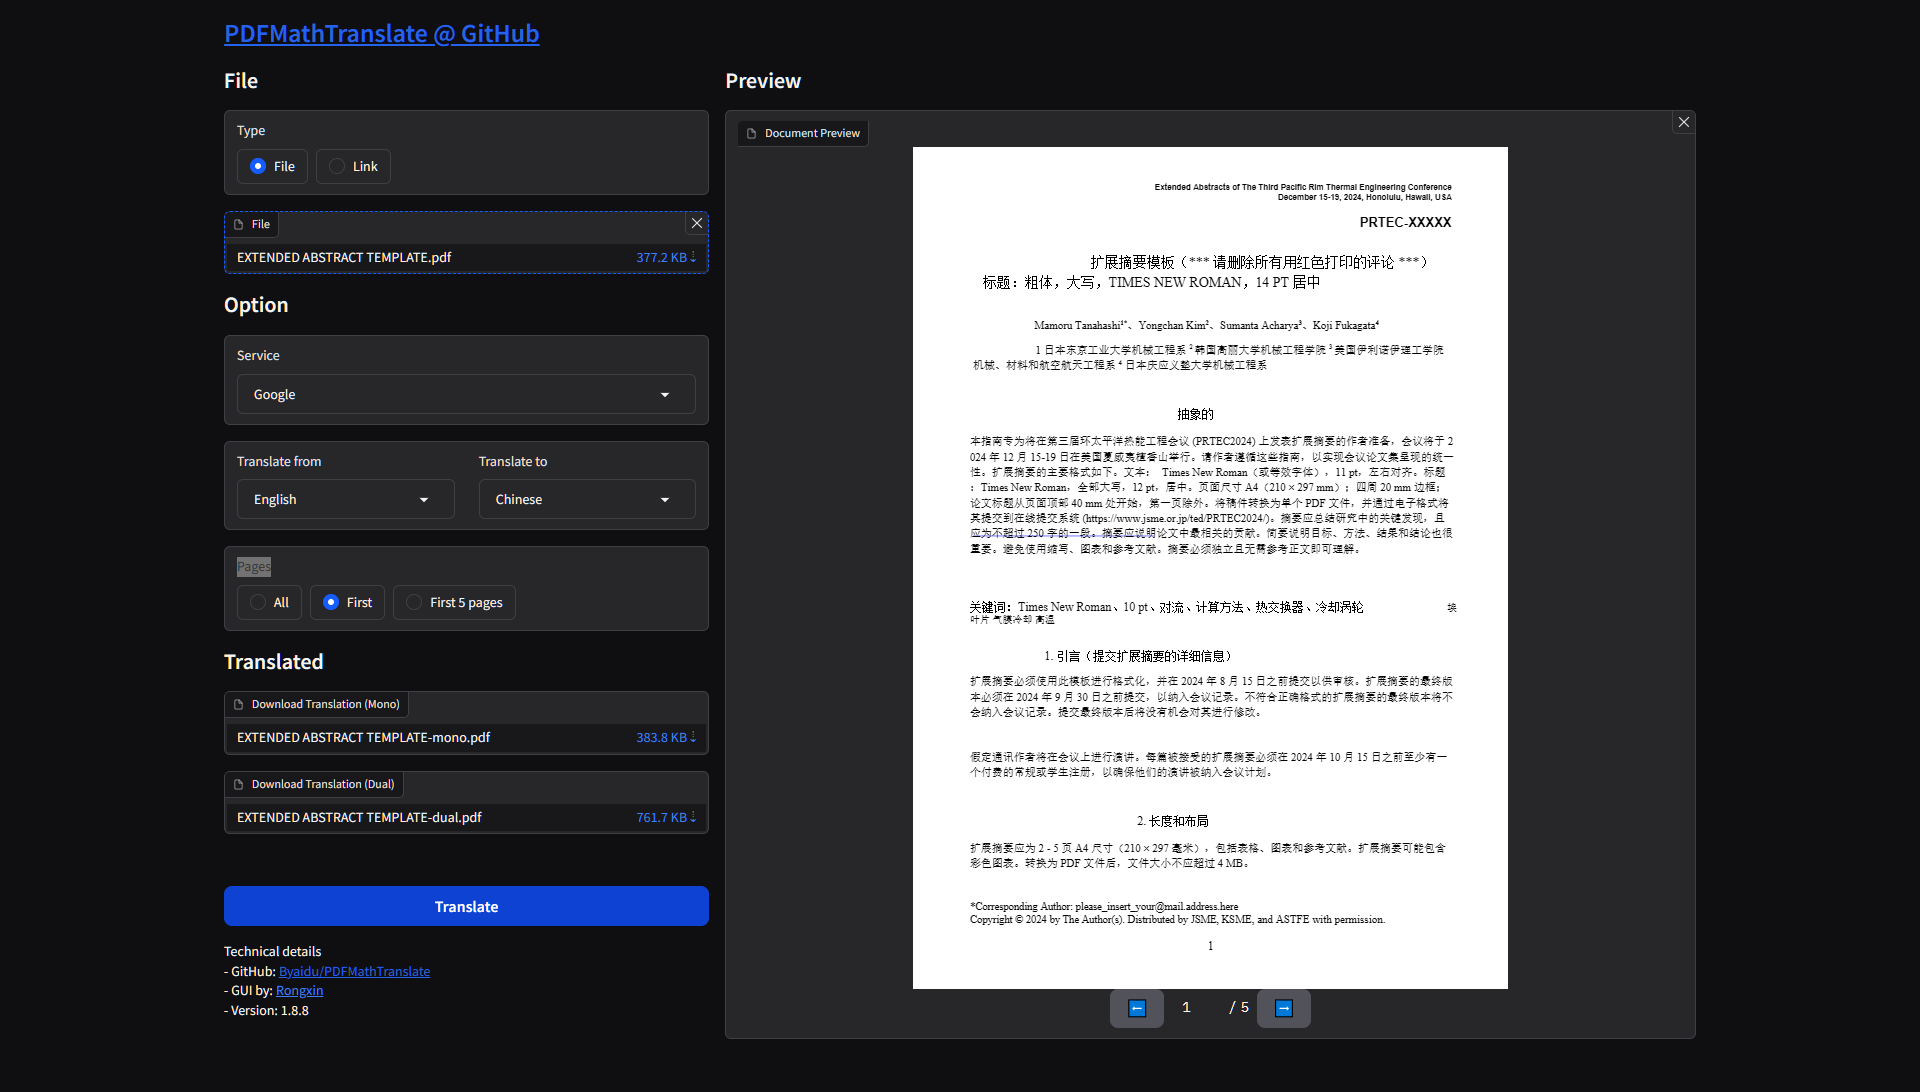 PDFMathTranslate @ GitHub
File
Type
File
Link
File
EXTENDED ABSTRACT TEMPLATE.pdf
377.2 KB ⇣
Option
Service
Google
Translate from
Translate to
English
Chinese
Pages
All
First
First 5 pages
Translated
Download Translation (Mono)
EXTENDED ABSTRACT TEMPLATE-mono.pdf
383.8 KB ⇣
Download Translation (Dual)
EXTENDED ABSTRACT TEMPLATE-dual.pdf
761.7 KB ⇣
Translate
Technical details
- GitHub: Byaidu/PDFMathTranslate
- GUI by: Rongxin
- Version: 1.8.8
Preview
Document Preview
Extended Abstracts of The Third Pacific Rim Thermal Engineering Conference
December 15-19, 2024, Honolulu, Hawaii, USA
PRTEC-XXXXX
扩展摘要模板（*** 请删除所有用红色打印的评论 ***）
标题：粗体，大写，TIMES NEW ROMAN，14 PT 居中
Mamoru Tanahashi¹*、Yongchan Kim²、Sumanta Acharya³、Koji Fukagata⁴
1 日本东京工业大学机械工程系 ² 韩国高丽大学机械工程学院 ³ 美国伊利诺伊理工学院
机械、材料和航空航天工程系 ⁴ 日本庆应义塾大学机械工程系
抽象的
本指南专为将在第三届环太平洋热能工程会议 (PRTEC2024) 上发表扩展摘要的作者准备，会议将于 2
024 年 12 月 15-19 日在美国夏威夷檀香山举行。请作者遵循这些指南，以实现会议论文集呈现的统一
性。扩展摘要的主要格式如下。文本： Times New Roman（或等效字体），11 pt，左右对齐。标题
：Times New Roman，全部大写，12 pt，居中。页面尺寸 A4（210 × 297 mm）；四周 20 mm 边框；
论文标题从页面顶部 40 mm 处开始，第一页除外。将稿件转换为单个 PDF 文件，并通过电子格式将
其提交到在线提交系统 (https://www.jsme.or.jp/ted/PRTEC2024/)。摘要应总结研究中的关键发现，且
应为不超过 250 字的一段。摘要应说明论文中最相关的贡献。简要说明目标、方法、结果和结论也很
重要。避免使用缩写、图表和参考文献。摘要必须独立且无需参考正文即可理解。
关键词：Times New Roman、10 pt、对流、计算方法、热交换器、冷却涡轮
叶片 气膜冷却 高温
1. 引言（提交扩展摘要的详细信息）
扩展摘要必须使用此模板进行格式化，并在 2024 年 8 月 15 日之前提交以供审核。扩展摘要的最终版
本必须在 2024 年 9 月 30 日之前提交，以纳入会议记录。不符合正确格式的扩展摘要的最终版本将不
会纳入会议记录。提交最终版本后将没有机会对其进行修改。
假定通讯作者将在会议上进行演讲。每篇被接受的扩展摘要必须在 2024 年 10 月 15 日之前至少有一
个付费的常规或学生注册，以确保他们的演讲被纳入会议计划。
2. 长度和布局
扩展摘要应为 2 - 5 页 A4 尺寸（210 × 297 毫米），包括表格、图表和参考文献。扩展摘要可能包含
彩色图表。转换为 PDF 文件后，文件大小不应超过 4 MB。
*Corresponding Author: please_insert_your@mail.address.here
Copyright © 2024 by The Author(s). Distributed by JSME, KSME, and ASTFE with permission.
1
1 / 5